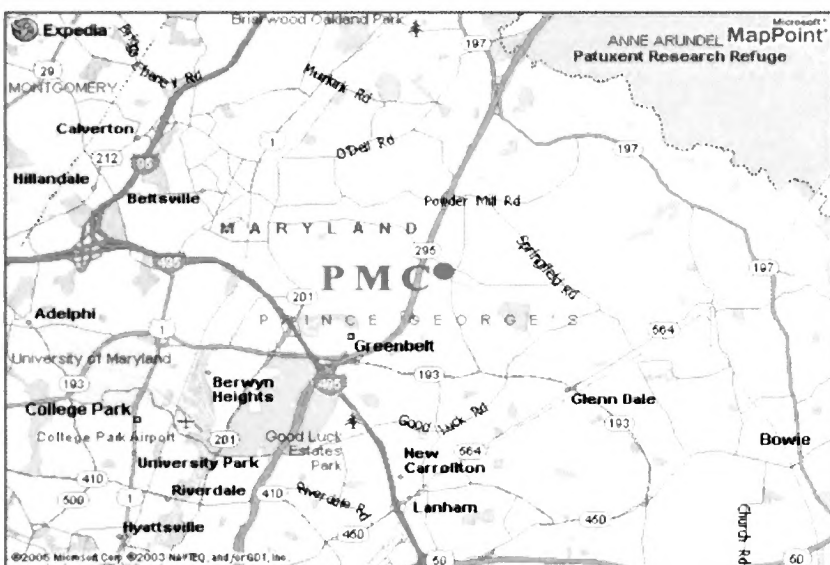 Expedia
Briarwood Oakland Park
Microsoft®
MapPoint®
ANNE ARUNDEL
Patuxent Research Refuge
197
29
MONTGOMERY
Muirkirk Rd
Calverton
1
O'Dell Rd
197
212
95
Hillandale
Beltsville
Powder Mill Rd
MARYLAND
495
295
Springfield Rd
197
PMC
201
Adelphi
1
PRINCE GEORGE'S
564
University of Maryland
Greenbelt
193
495
193
Berwyn
Heights
Glenn Dale
193
College Park
Good Luck Rd
College Park Airport
201
Good Luck
Estates
Park
564
Bowie
University Park
New
Carrollton
410
Riverdale
410
Riverdale Rd
500
1
Lanham
450
450
Church Rd
Hyattsville
50
50
©2005 Microsoft Corp ©2003 NAVTEQ, and/or GDT, Inc.